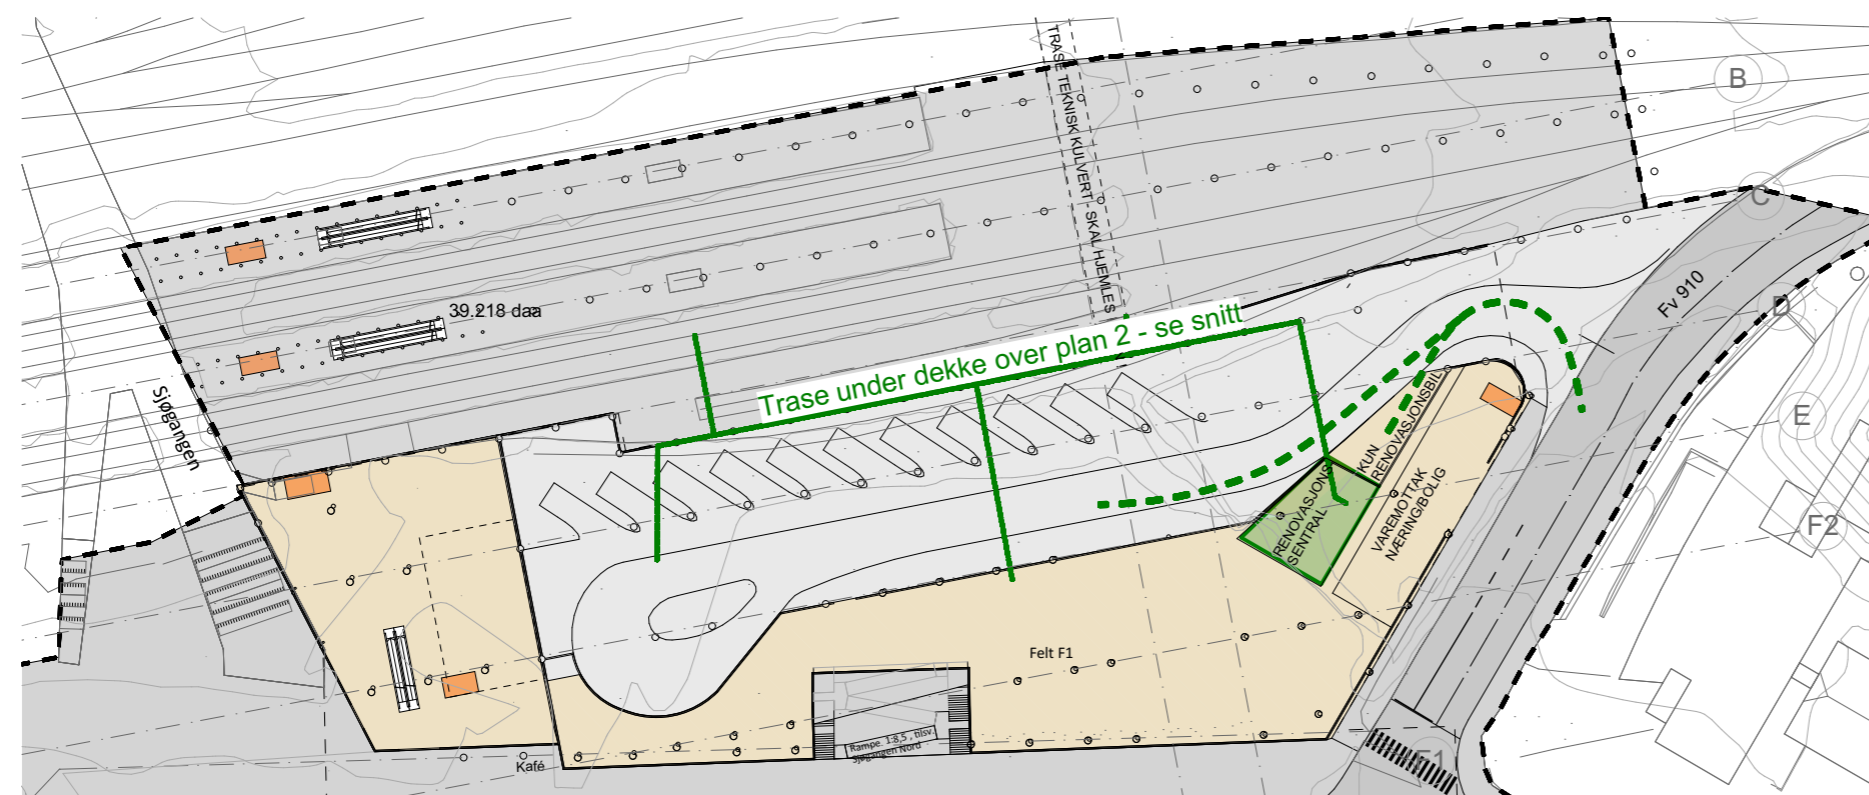 TRASE TEKNISK KULVERT - SKAL HJEMLES
B
C
Fv 910
D
39.218 daa
Trase under dekke over plan 2 - se snitt
Sjøgangen
E
KUN
RENOVASJONSBIL
RENOVASJONS
SENTRAL
VAREMOTTAK
NÆRING/BOLIG
F2
Felt F1
Rampe 1:8,5 , tilsv.
Sjøgangen Nord
Kafé
F1